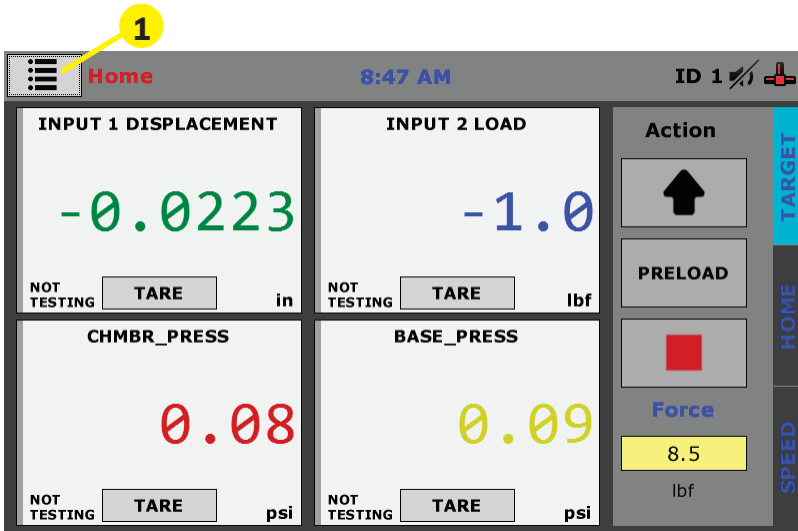 1
Home
8:47 AM
ID 1
INPUT 1 DISPLACEMENT
-0.0223
NOT
TESTING
TARE
in
INPUT 2 LOAD
-1.0
NOT
TESTING
TARE
lbf
CHMBR_PRESS
0.08
NOT
TESTING
TARE
psi
BASE_PRESS
0.09
NOT
TESTING
TARE
psi
Action
PRELOAD
Force
8.5
lbf
TARGET
HOME
SPEED